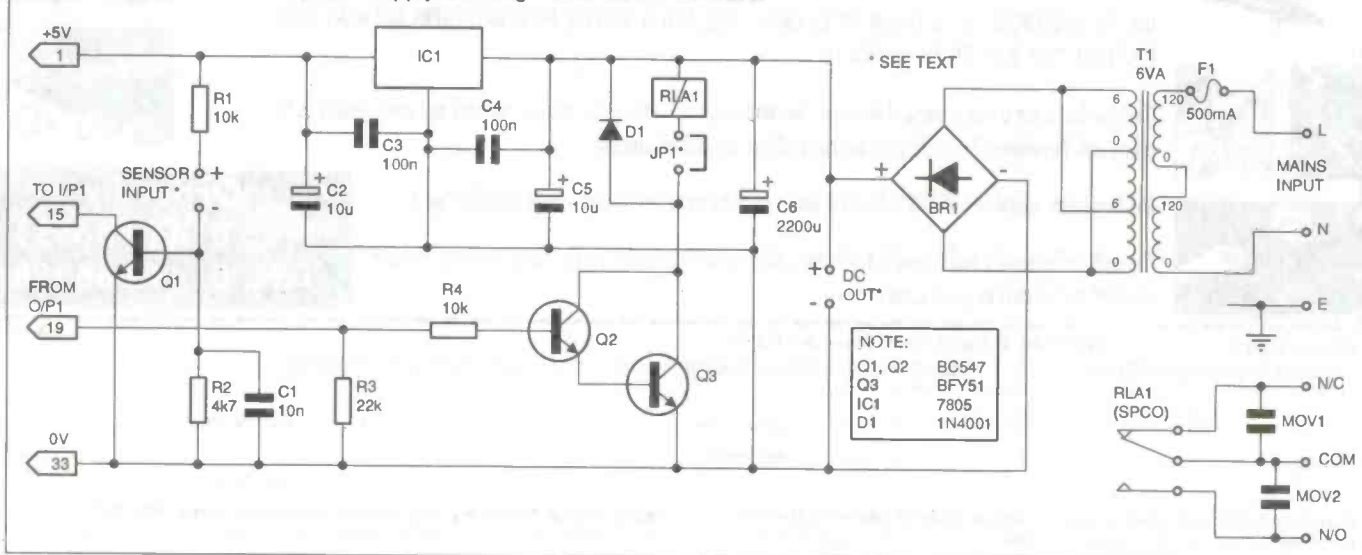 +5V
1
IC1
* SEE TEXT
T1
6VA
F1
500mA
R1
10k
C4
100n
C3
100n
D1
RLA1
JP1*
6
0
6
0
120
0
120
0
L
MAINS
INPUT
N
E
SENSOR
INPUT *
+
-
TO I/P1
15
Q1
C2
10u
+
C5
10u
+
C6
2200u
+
+
BR1
-
+
-
DC
OUT*
FROM
O/P1
19
R4
10k
Q2
Q3
R2
4k7
C1
10n
R3
22k
0V
33
NOTE:
Q1, Q2 BC547
Q3 BFY51
IC1 7805
D1 1N4001
RLA1
(SPCO)
N/C
MOV1
COM
MOV2
N/O